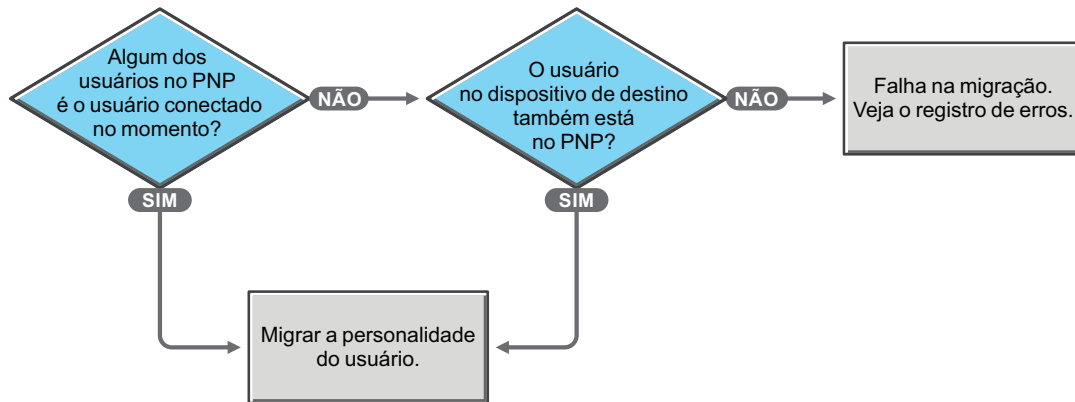 Algum dos
usuários no PNP
é o usuário conectado
no momento?
NÃO
O usuário
no dispositivo de destino
também está
no PNP?
NÃO
Falha na migração.
Veja o registro de erros.
SIM
SIM
Migrar a personalidade
do usuário.